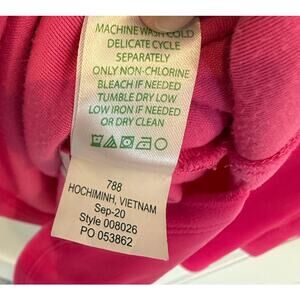 MACHINE WASH COLD
DELICATE CYCLE
SEPARATELY
ONLY NON-CHLORINE
BLEACH IF NEEDED
TUMBLE DRY LOW
LOW IRON IF NEEDED
OR DRY CLEAN
788
HOCHIMINH, VIETNAM
Sep-20
Style 008026
PO 053862